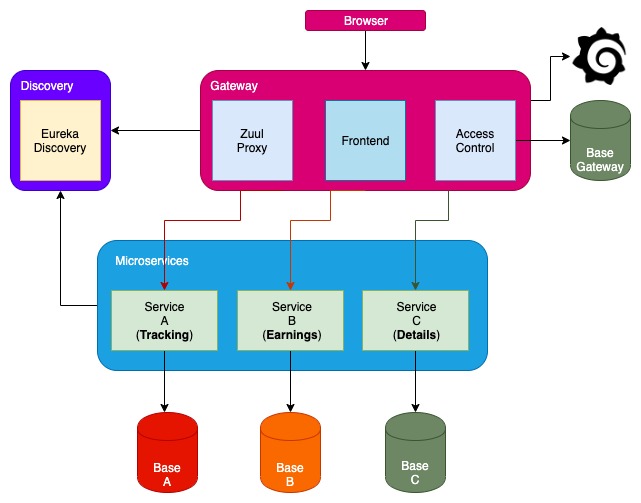 Browser
Discovery
Gateway
Eureka
Discovery
Zuul
Proxy
Frontend
Access
Control
Base
Gateway
Microservices
Service
A
(Tracking)
Service
B
(Earnings)
Service
C
(Details)
Base
A
Base
B
Base
C